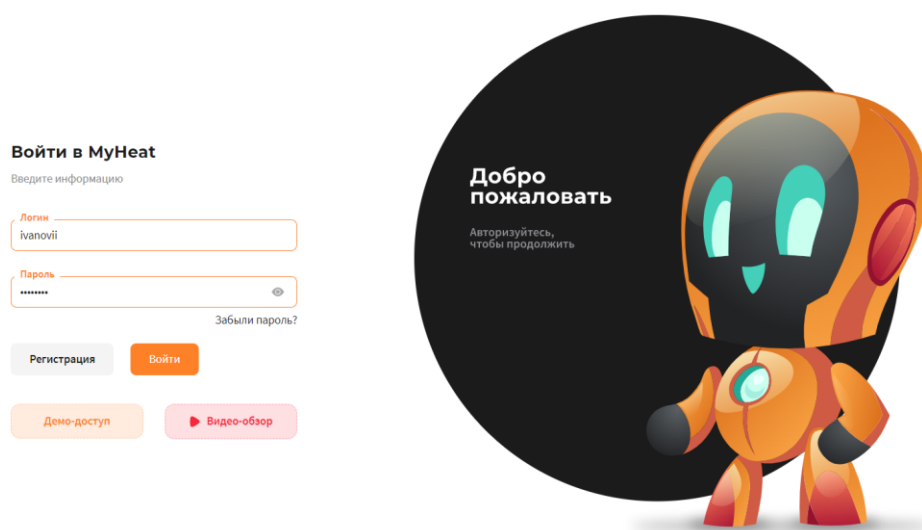 Войти в MyHeat
Введите информацию
Логин
ivanovii
Пароль
••••••••
Забыли пароль?
Регистрация
Войти
Демо-доступ
Видео-обзор
Добро
пожаловать
Авторизуйтесь,
чтобы продолжить